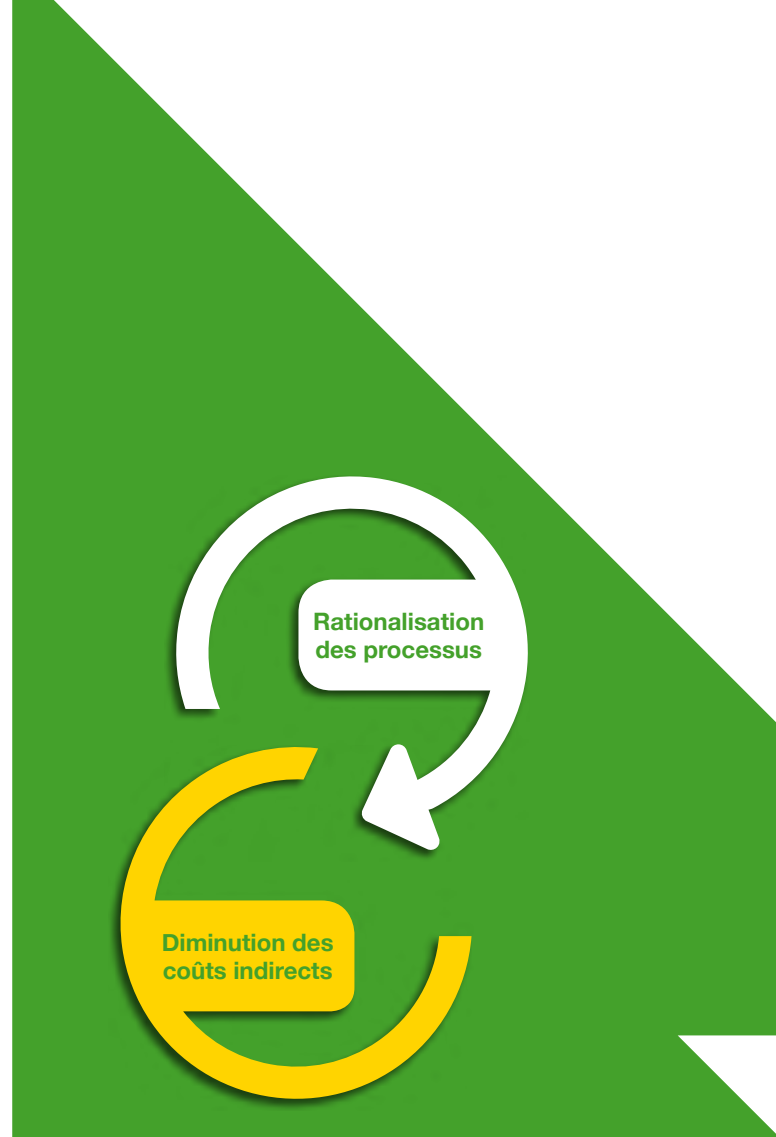 Rationalisation
des processus
Diminution des
coûts indirects